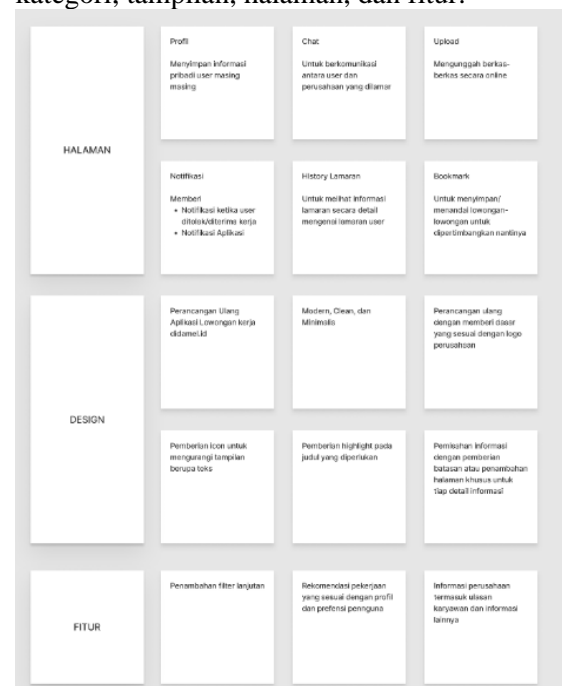 kategori, tampilan, halaman, dan fitur.
HALAMAN
Profil
Menyimpan informasi
pribadi user masing
masing
Chat
Untuk berkomunikasi
antara user dan
perusahaan yang dilamar
Upload
Mengunggah berkas-
berkas secara online
Notifikasi
Memberi
• Notifikasi ketika user
ditolak/diterima kerja
• Notifikasi Aplikasi
History Lamaran
Untuk melihat informasi
lamaran secara detail
mengenai lamaran user
Bookmark
Untuk menyimpan/
menandai lowongan-
lowongan untuk
dipertimbangkan nantinya
DESIGN
Perancangan Ulang
Aplikasi Lowongan kerja
didamel.id
Modern, Clean, dan
Minimalis
Perancangan ulang
dengan memberi dasar
yang sesuai dengan logo
perusahaan
Pemberian icon untuk
mengurangi tampilan
berupa teks
Pemberian highlight pada
judul yang diperlukan
Pemisahan informasi
dengan pemberian
batasan atau penambahan
halaman khusus untuk
tiap detail informasi
FITUR
Penambahan filter lanjutan
Rekomendasi pekerjaan
yang sesuai dengan profil
dan prefensi pennguna
Informasi perusahaan
termasuk ulasan
karyawan dan informasi
lainnya